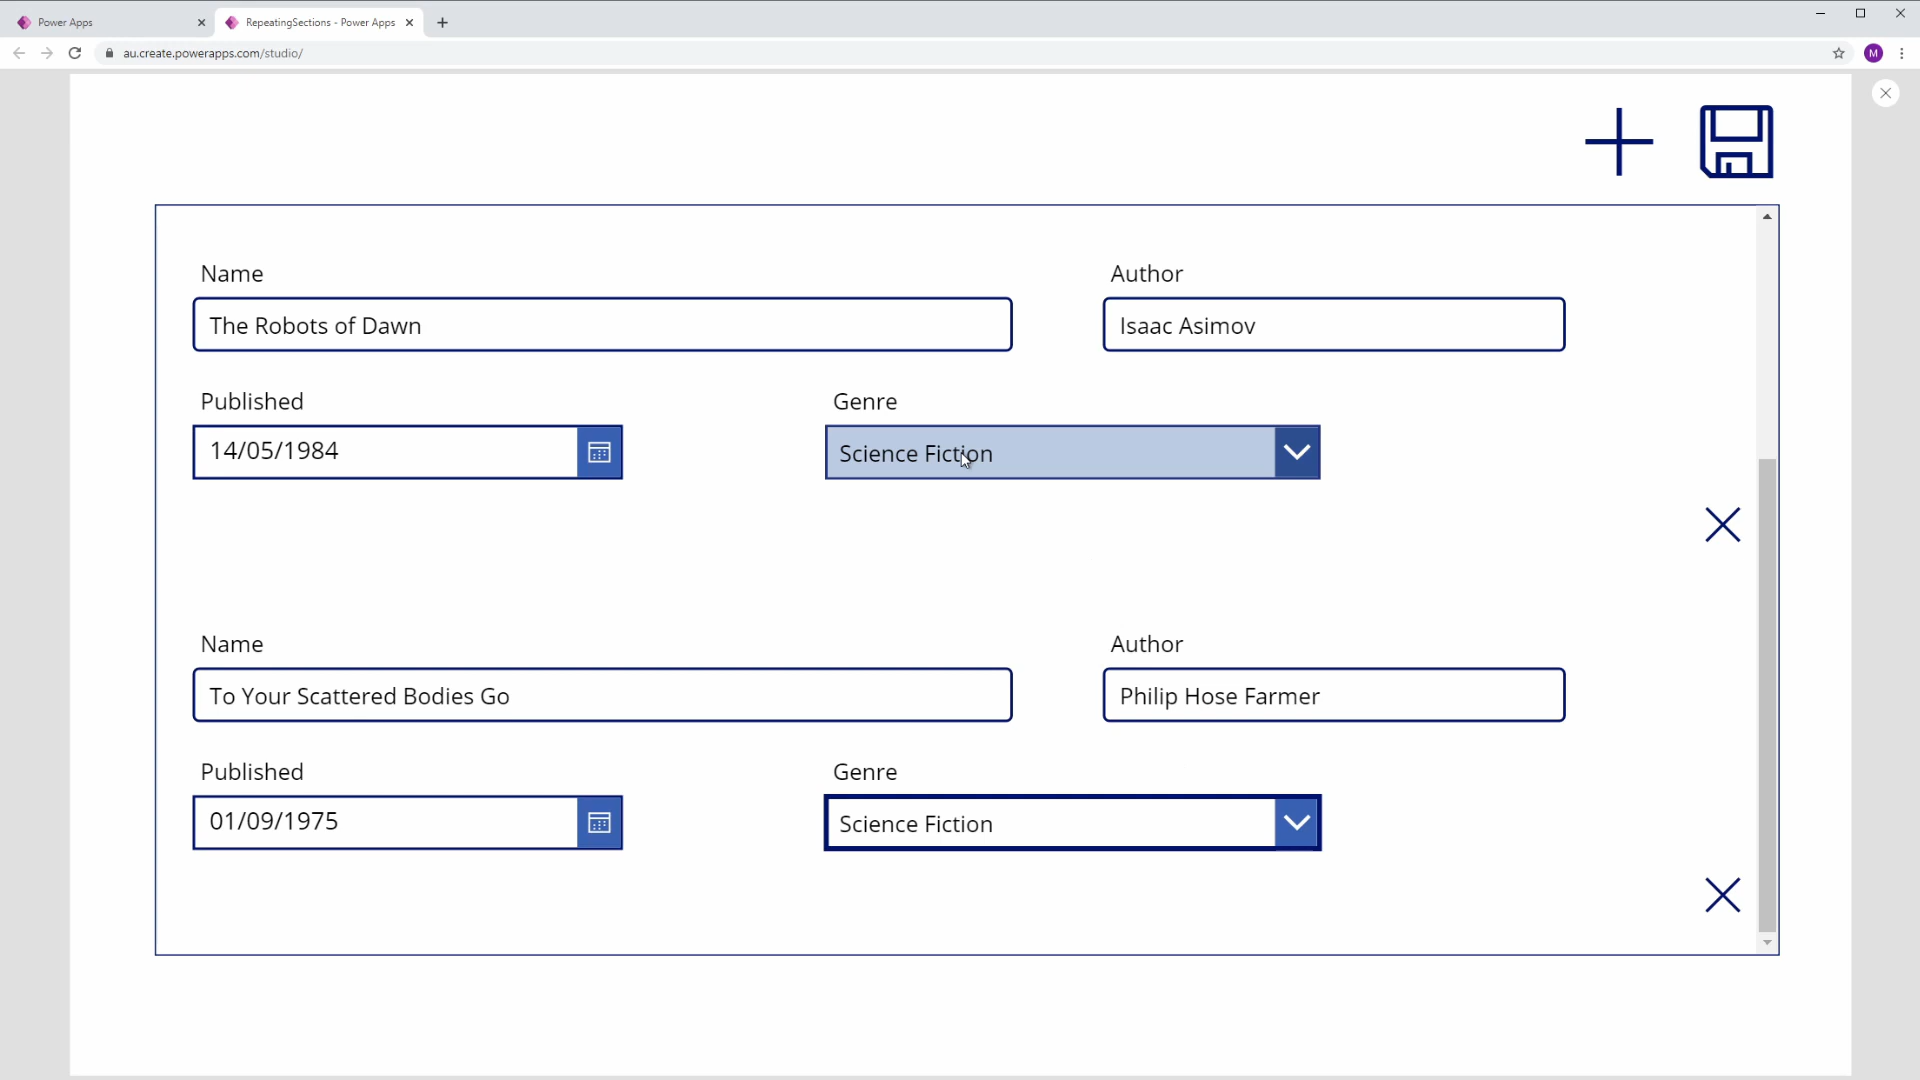 Power Apps
RepeatingSections - Power Apps
au.create.powerapps.com/studio/
M
Name
Author
The Robots of Dawn
Isaac Asimov
Published
Genre
14/05/1984
Science Fiction
Name
Author
To Your Scattered Bodies Go
Philip Hose Farmer
Published
Genre
01/09/1975
Science Fiction